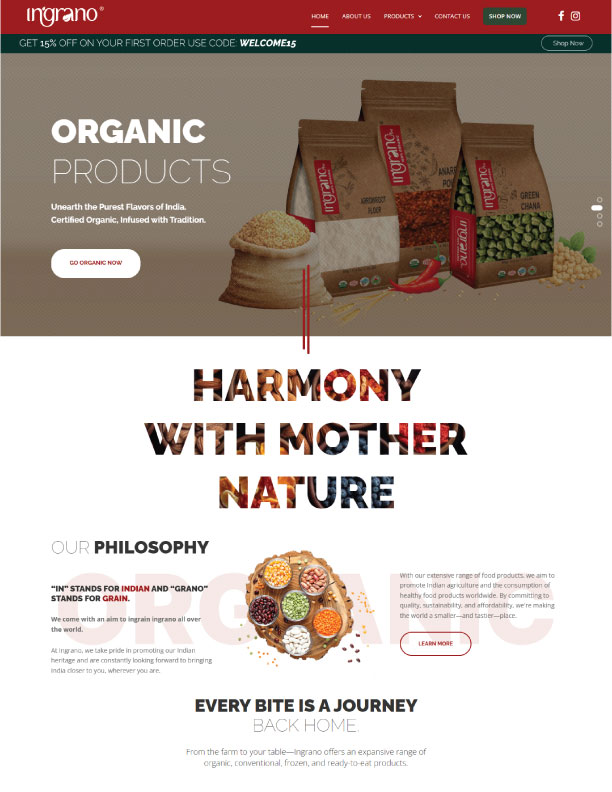 ingrano®
HOME ABOUT US PRODUCTS CONTACT US SHOP NOW
GET 15% OFF ON YOUR FIRST ORDER USE CODE: WELCOME15
Shop Now
ORGANIC
PRODUCTS
Unearth the Purest Flavors of India.
Certified Organic, Infused with Tradition.
GO ORGANIC NOW
ingrano
FLOUR
ingrano
ingrano
GREEN
CHANA
HARMONY
WITH MOTHER
NATURE
OUR PHILOSOPHY
ORGANIC
“IN” STANDS FOR INDIAN AND “GRANO”
STANDS FOR GRAIN.
We come with an aim to ingrain ingrano all over
the world.
At Ingrano, we take pride in promoting our Indian
heritage and are constantly looking forward to bringing
india closer to you, wherever you are.
With our extensive range of food products, we aim to
promote Indian agriculture and the consumption of
healthy food products worldwide. By committing to
quality, sustainability, and affordability, we're making
the world a smaller—and tastier—place.
LEARN MORE
EVERY BITE IS A JOURNEY
BACK HOME
From the farm to your table—Ingrano offers an expansive range of
organic, conventional, frozen, and ready-to-eat products.